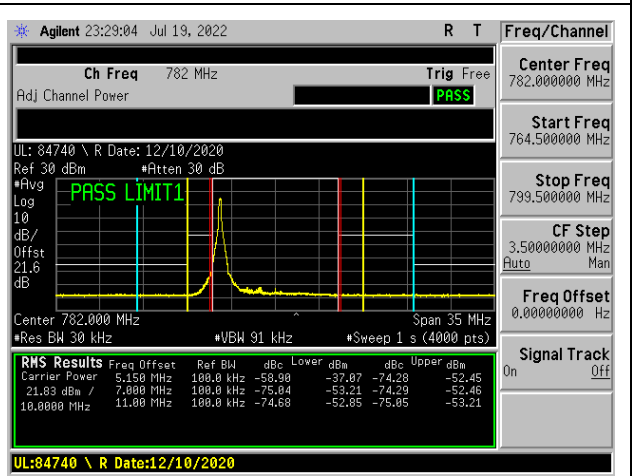 Agilent 23:29:04 Jul 19, 2022 R T
Freq/Channel
Ch Freq 782 MHz Trig Free
Adj Channel Power PASS
UL: 84740 \ R Date: 12/10/2020
Ref 30 dBm #Atten 30 dB
#Avg
Log
10
dB/
Offst
21.6
dB
PASS LIMIT1
Center 782.000 MHz ^ Span 35 MHz
#Res BW 30 kHz #VBW 91 kHz #Sweep 1 s (4000 pts)
RMS Results Freq Offset Ref BW dBc Lower dBm dBc Upper dBm
Carrier Power 5.150 MHz 100.0 kHz -58.90 -37.07 -74.28 -52.45
21.83 dBm / 7.000 MHz 100.0 kHz -75.04 -53.21 -74.29 -52.46
10.0000 MHz 11.00 MHz 100.0 kHz -74.68 -52.85 -75.05 -53.21
UL:84740 \ R Date:12/10/2020
Center Freq
782.000000 MHz
Start Freq
764.500000 MHz
Stop Freq
799.500000 MHz
CF Step
3.50000000 MHz
Auto Man
Freq Offset
0.00000000 Hz
Signal Track
On Off